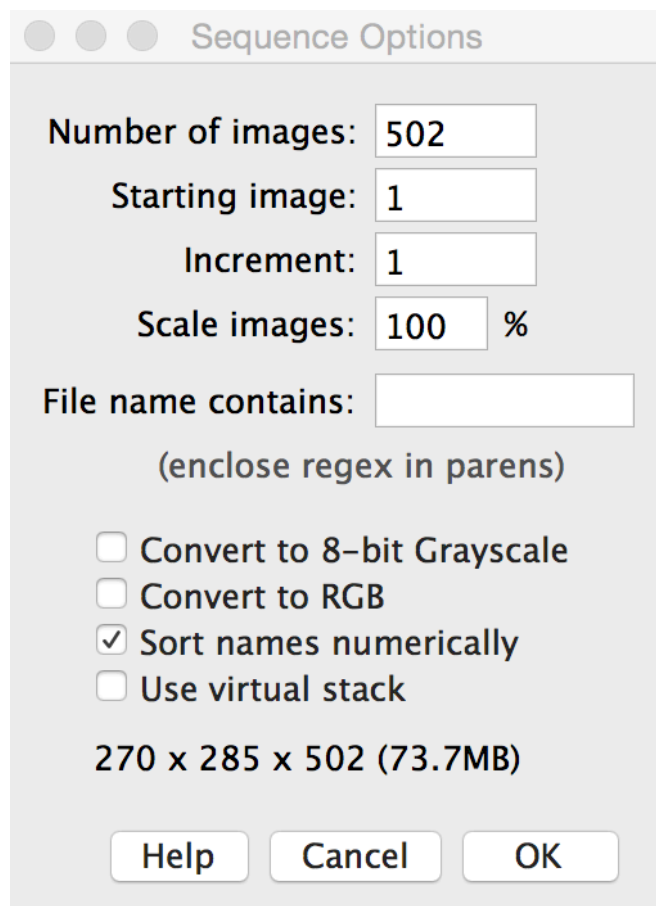 Sequence Options
Number of images: 502
Starting image: 1
Increment: 1
Scale images: 100 %
File name contains:
(enclose regex in parens)
Convert to 8-bit Grayscale
Convert to RGB
Sort names numerically
Use virtual stack
270 x 285 x 502 (73.7MB)
Help Cancel OK